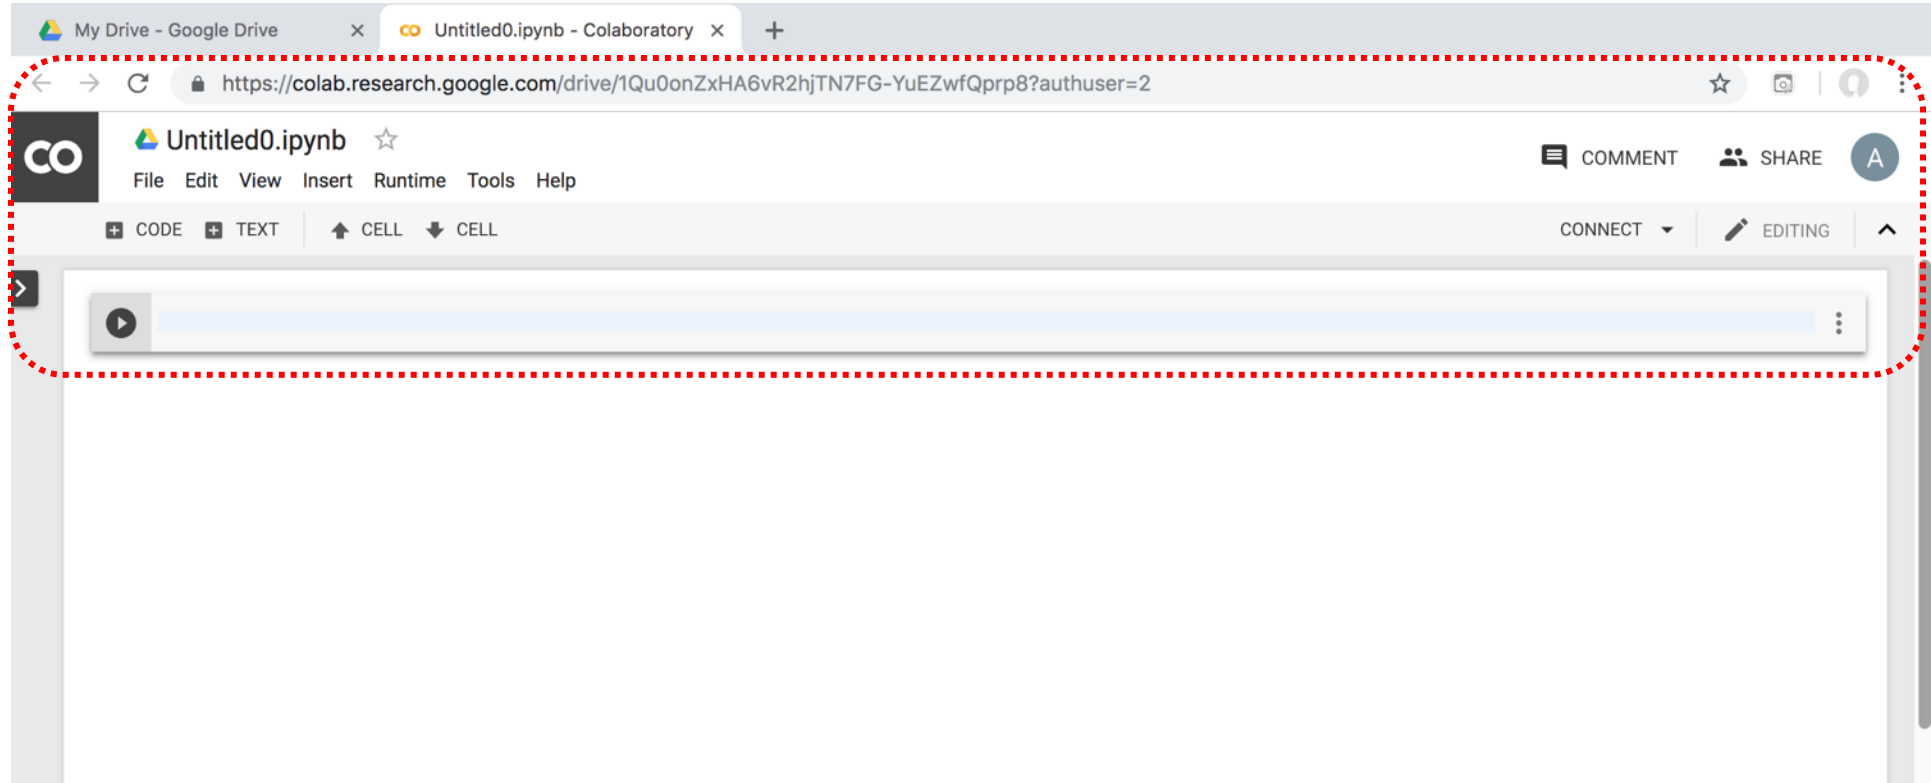 My Drive - Google Drive
Untitled0.ipynb - Colaboratory
https://colab.research.google.com/drive/1Qu0onZxHA6vR2hjTN7FG-YuEZwfQprp8?authuser=2
CO
Untitled0.ipynb
COMMENT SHARE A
File Edit View Insert Runtime Tools Help
CODE TEXT CELL CELL CONNECT EDITING